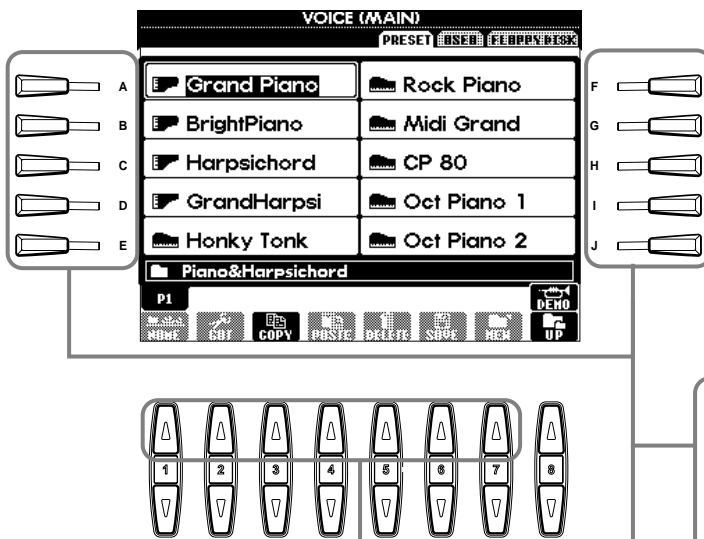 VOICE (MAIN)
PRESET USER FLOPPY DISK
A Grand Piano Rock Piano F
B BrightPiano Midi Grand G
C Harpsichord CP 80 H
D GrandHarpsi Oct Piano 1 I
E Honky Tonk Oct Piano 2 J
Piano&Harpsichord
P1 DEMO
NAME CUT COPY PASTE DELETE SAVE NEW UP
1 2 3 4 5 6 7 8